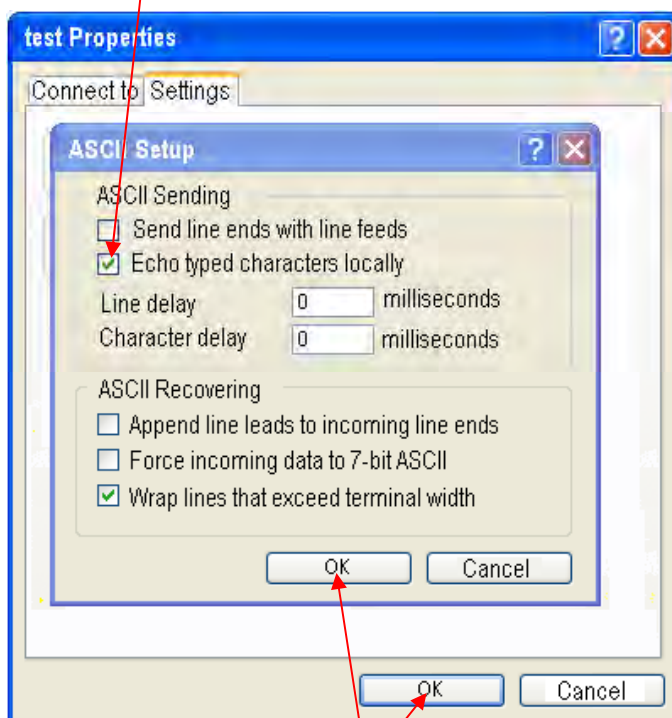 test Properties
Connect to Settings
ASCII Setup
ASCII Sending
Send line ends with line feeds
Echo typed characters locally
Line delay 0 milliseconds
Character delay 0 milliseconds
ASCII Recovering
Append line leads to incoming line ends
Force incoming data to 7-bit ASCII
Wrap lines that exceed terminal width
OK Cancel
OK Cancel